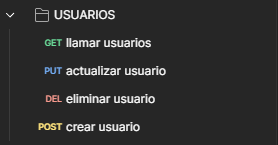 USUARIOS
GET llamar usuarios
PUT actualizar usuario
DEL eliminar usuario
POST crear usuario